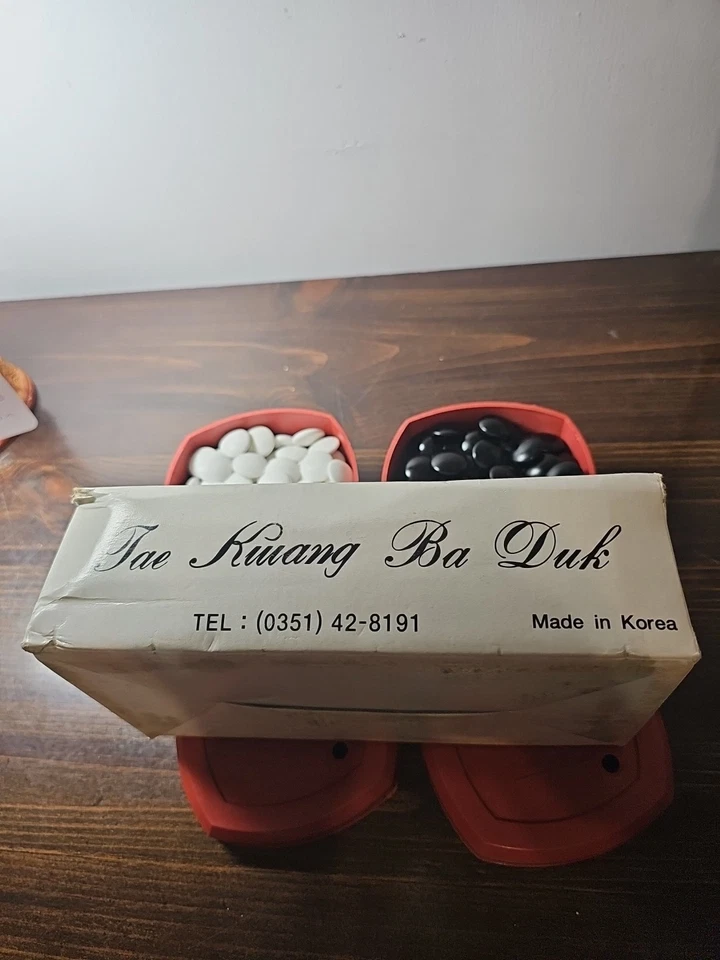 Tae Kwang Ba Duk
TEL : (0351) 42-8191
Made in Korea